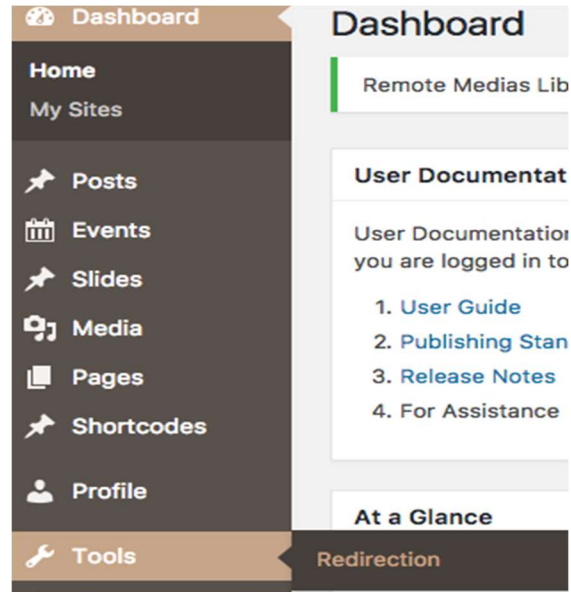 Dashboard
Home
My Sites
Posts
Events
Slides
Media
Pages
Shortcodes
Profile
Tools
Redirection
Dashboard
Remote Medias Lib
User Documentat
User Documentation
you are logged in to
1. User Guide
2. Publishing Stan
3. Release Notes
4. For Assistance
At a Glance